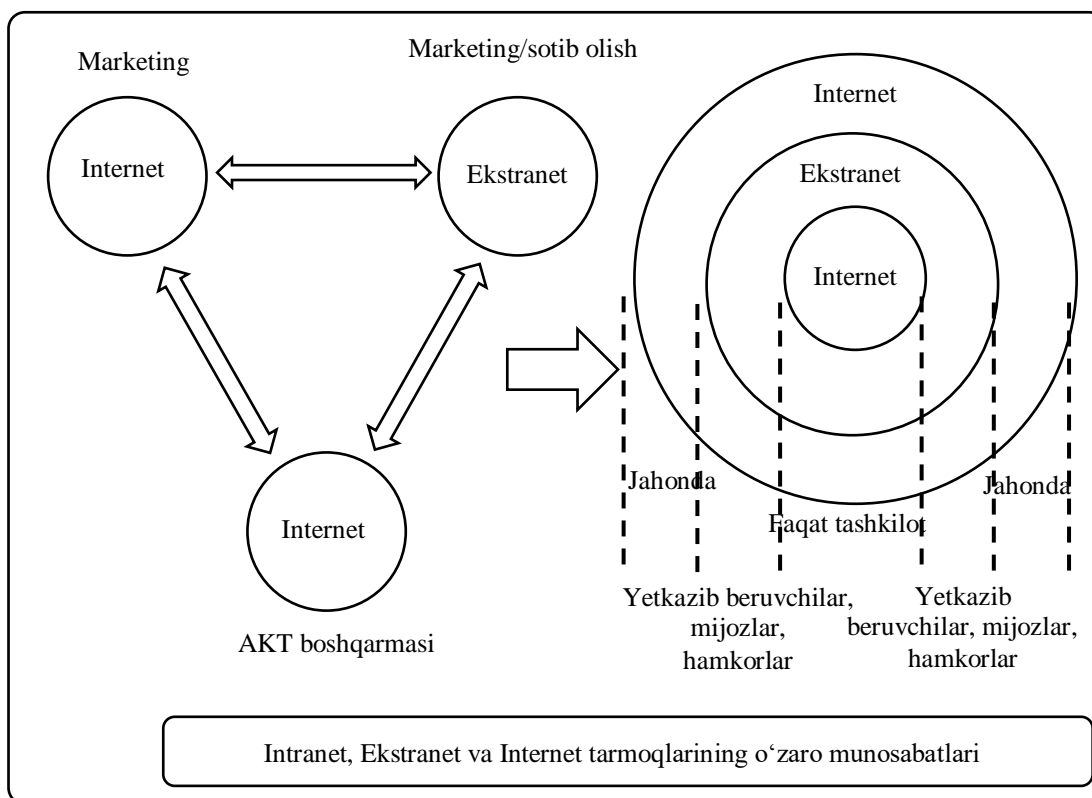 Marketing
Internet
Marketing/sotib olish
Ekstranet
Internet
AKT boshqarmasi
Internet
Ekstranet
Internet
Jahonda
Jahonda
Faqat tashkilot
Yetkazib beruvchilar,
mijozlar,
hamkorlar
Yetkazib
beruvchilar, mijozlar,
hamkorlar
Intranet, Ekstranet va Internet tarmoqlarining o‘zaro munosabatlari